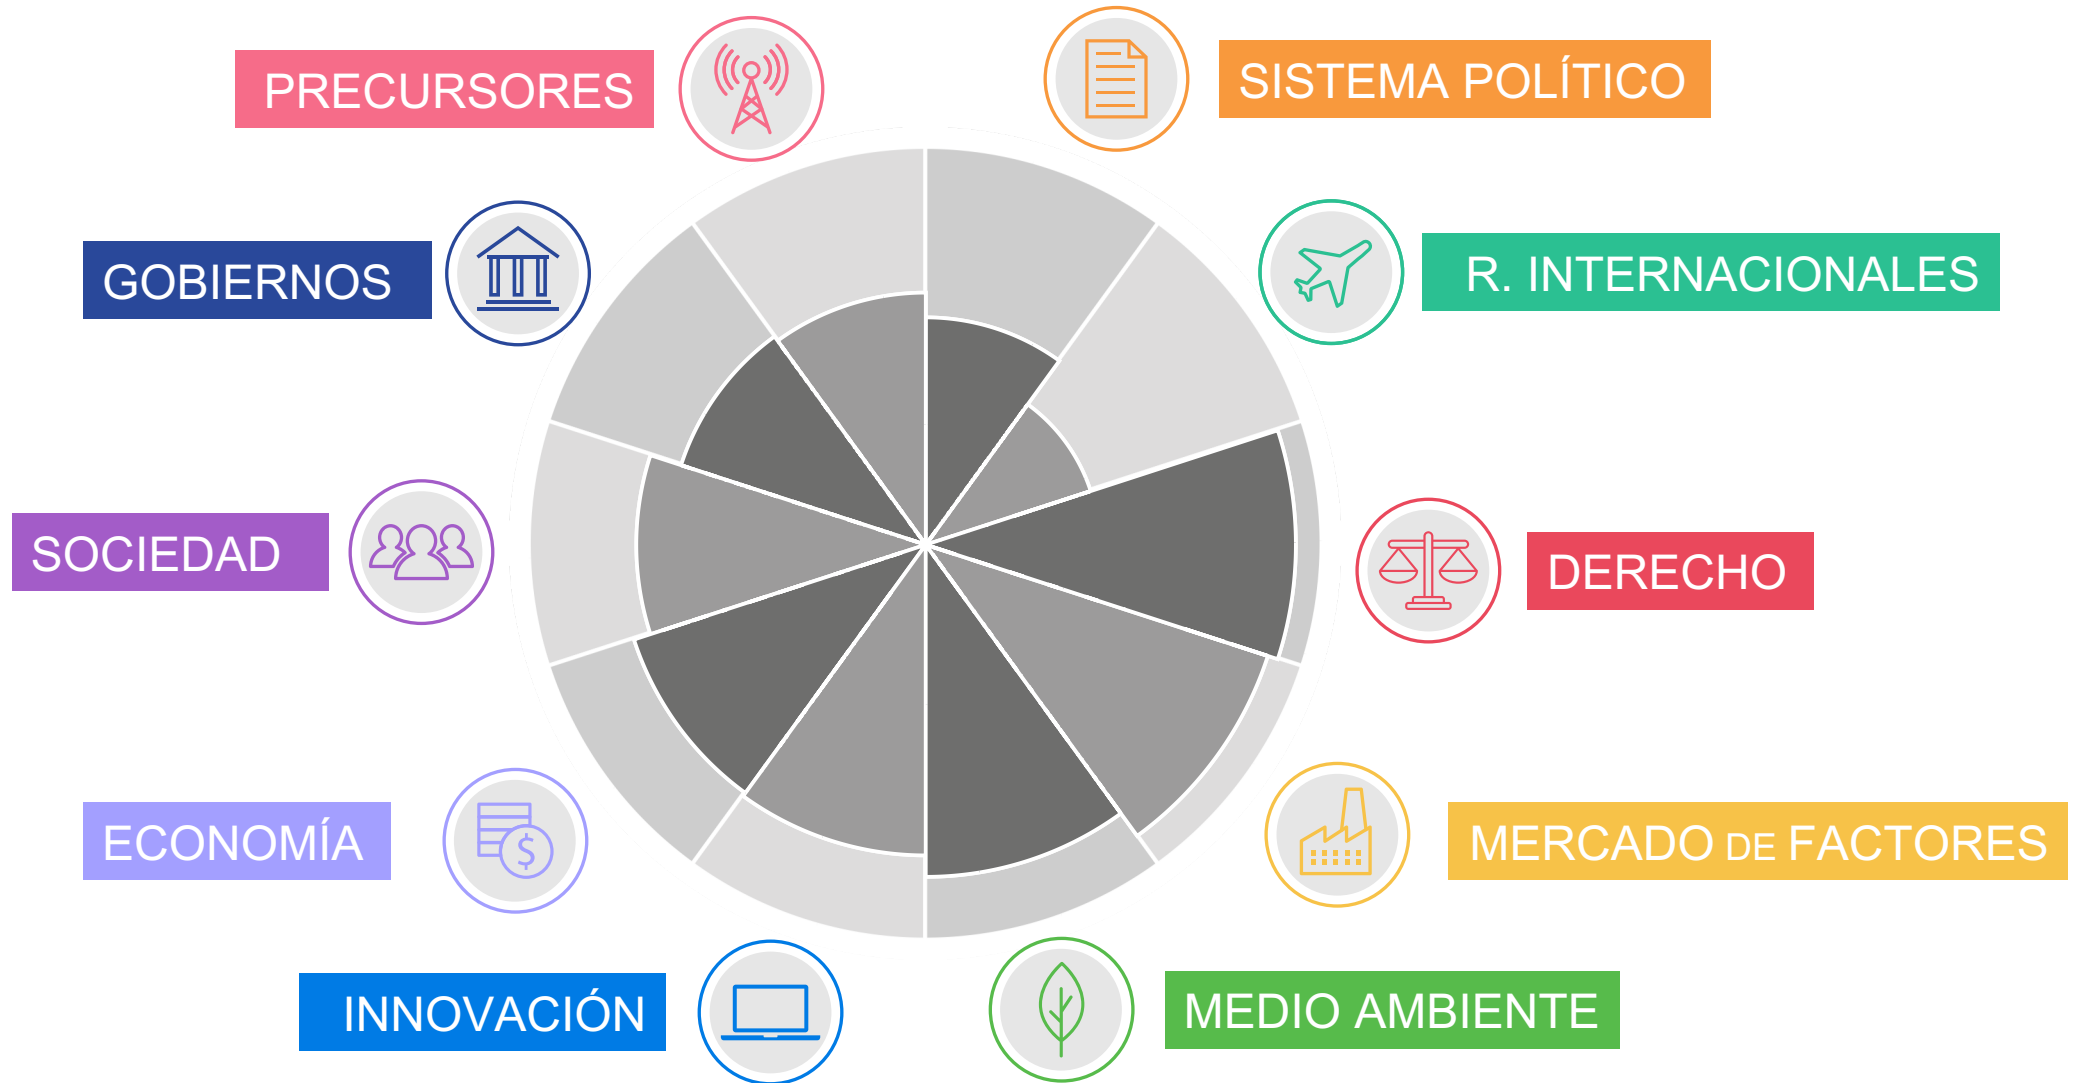 PRECURSORES
SISTEMA POLÍTICO
GOBIERNOS
R. INTERNACIONALES
SOCIEDAD
DERECHO
ECONOMÍA
MERCADO DE FACTORES
INNOVACIÓN
MEDIO AMBIENTE
$